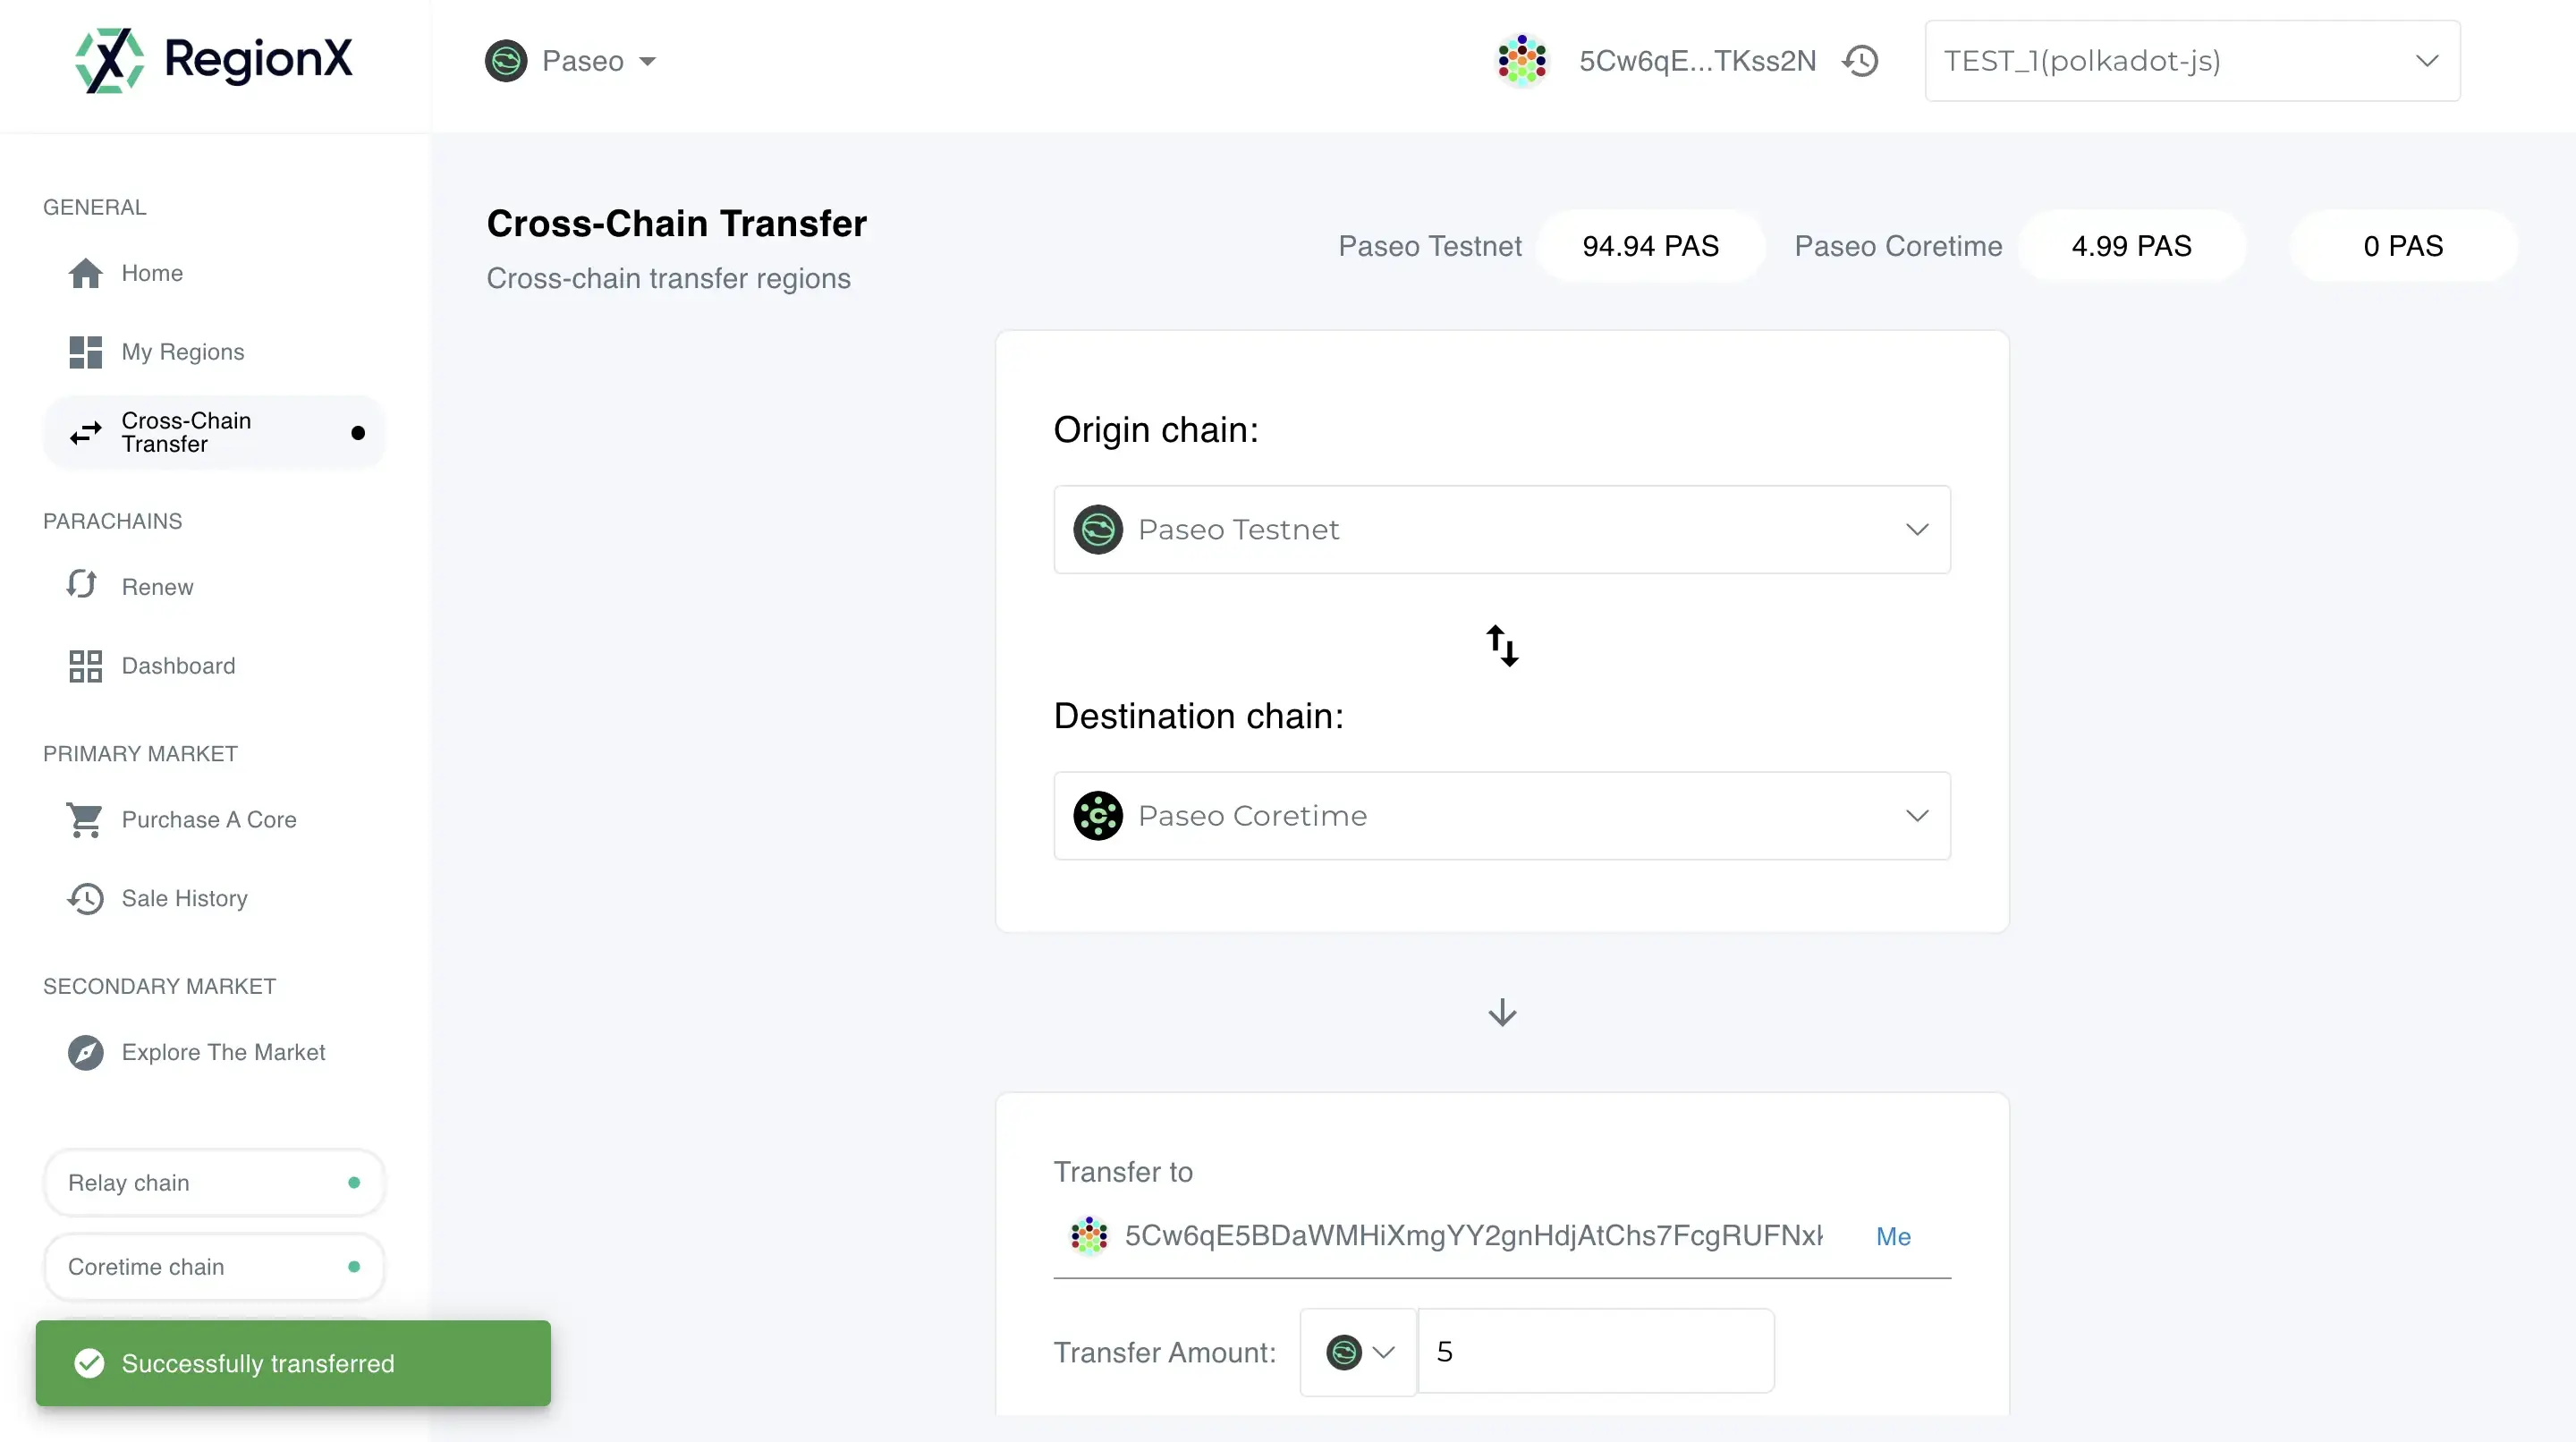 RegionX
Paseo
5Cw6qE...TKss2N
TEST_1(polkadot-js)
GENERAL
Home
My Regions
Cross-Chain
Transfer
PARACHAINS
Renew
Dashboard
PRIMARY MARKET
Purchase A Core
Sale History
SECONDARY MARKET
Explore The Market
Relay chain
Coretime chain
Successfully transferred
Cross-Chain Transfer
Cross-chain transfer regions
Paseo Testnet 94.94 PAS Paseo Coretime 4.99 PAS 0 PAS
Origin chain:
Paseo Testnet
Destination chain:
Paseo Coretime
Transfer to
5Cw6qE5BDaWMHiXmgYY2gnHdjAtChs7FcgRUFNxk Me
Transfer Amount: 5